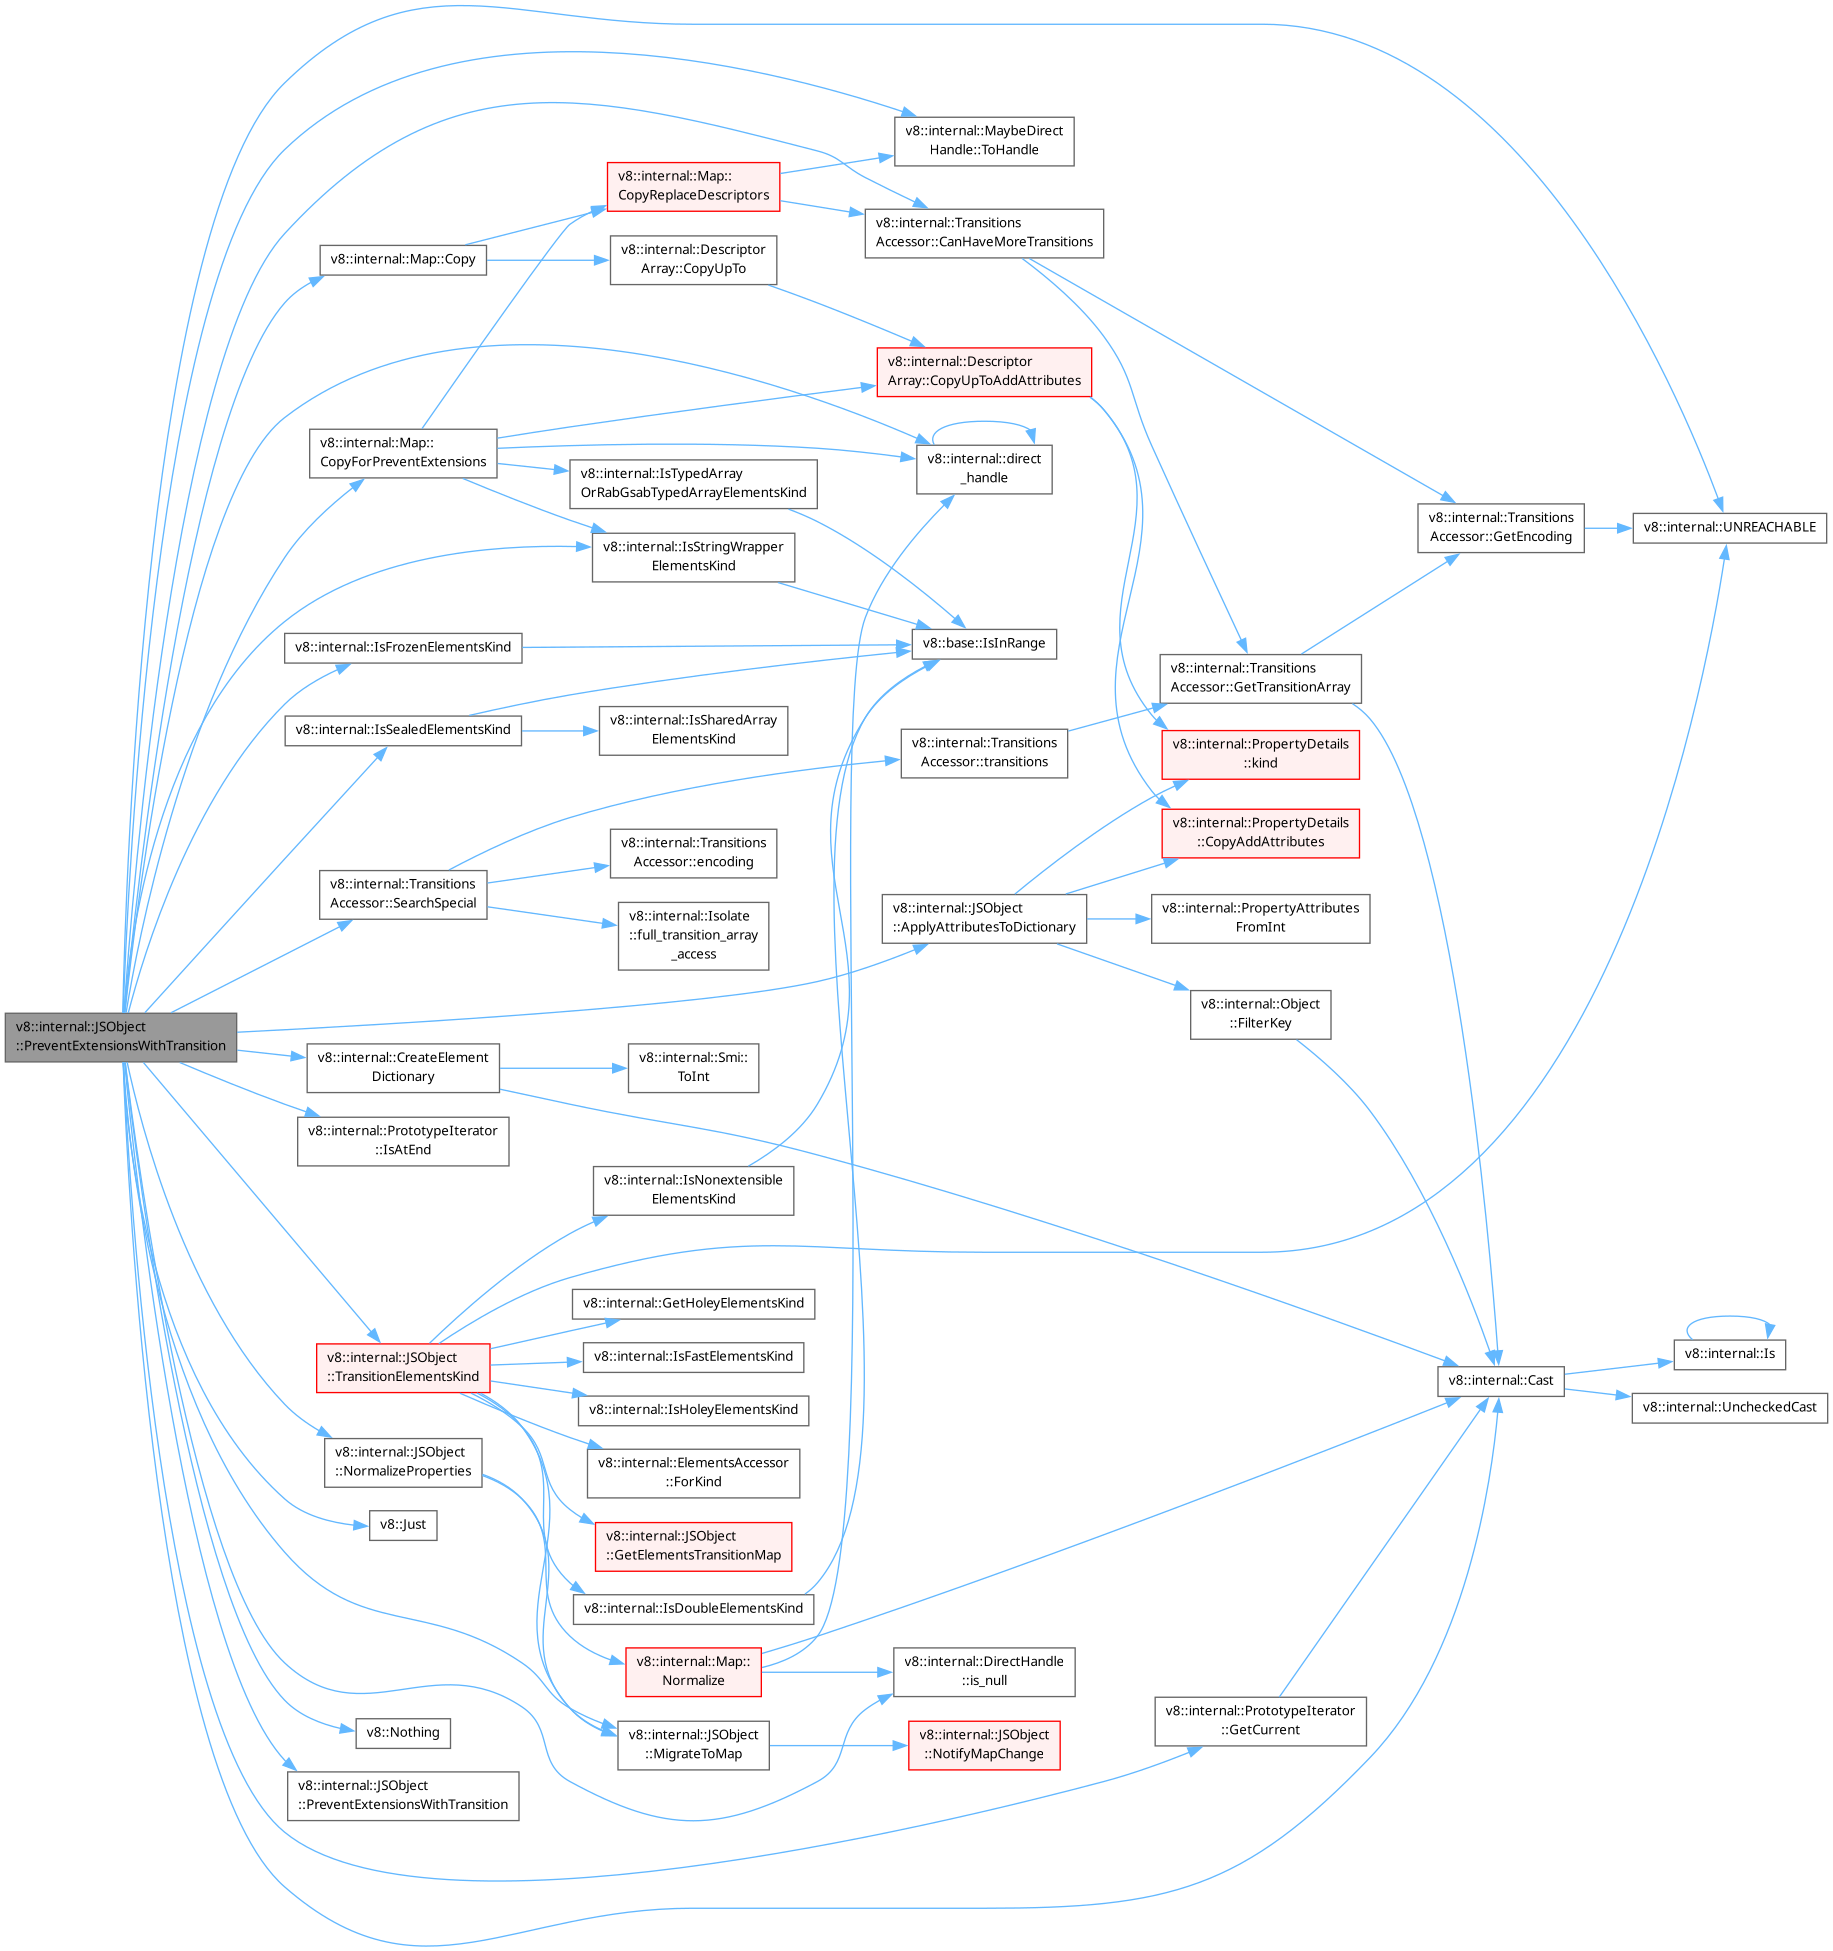 v8::internal::JSObject
::PreventExtensionsWithTransition
v8::internal::Map::Copy
v8::internal::Map::
CopyForPreventExtensions
v8::internal::IsFrozenElementsKind
v8::internal::IsSealedElementsKind
v8::internal::Transitions
Accessor::SearchSpecial
v8::internal::CreateElement
Dictionary
v8::internal::PrototypeIterator
::IsAtEnd
v8::internal::JSObject
::TransitionElementsKind
v8::internal::JSObject
::NormalizeProperties
v8::Just
v8::Nothing
v8::internal::JSObject
::PreventExtensionsWithTransition
v8::internal::Map::
CopyReplaceDescriptors
v8::internal::Descriptor
Array::CopyUpTo
v8::internal::IsTypedArray
OrRabGsabTypedArrayElementsKind
v8::internal::IsStringWrapper
ElementsKind
v8::internal::IsSharedArray
ElementsKind
v8::internal::Transitions
Accessor::encoding
v8::internal::Isolate
::full_transition_array
_access
v8::internal::Smi::
ToInt
v8::internal::IsNonextensible
ElementsKind
v8::internal::GetHoleyElementsKind
v8::internal::IsFastElementsKind
v8::internal::IsHoleyElementsKind
v8::internal::ElementsAccessor
::ForKind
v8::internal::JSObject
::GetElementsTransitionMap
v8::internal::IsDoubleElementsKind
v8::internal::Map::
Normalize
v8::internal::JSObject
::MigrateToMap
v8::internal::MaybeDirect
Handle::ToHandle
v8::internal::Transitions
Accessor::CanHaveMoreTransitions
v8::internal::Descriptor
Array::CopyUpToAddAttributes
v8::internal::direct
_handle
v8::base::IsInRange
v8::internal::Transitions
Accessor::transitions
v8::internal::JSObject
::ApplyAttributesToDictionary
v8::internal::DirectHandle
::is_null
v8::internal::JSObject
::NotifyMapChange
v8::internal::Transitions
Accessor::GetTransitionArray
v8::internal::PropertyDetails
::kind
v8::internal::PropertyDetails
::CopyAddAttributes
v8::internal::PropertyAttributes
FromInt
v8::internal::Object
::FilterKey
v8::internal::PrototypeIterator
::GetCurrent
v8::internal::Transitions
Accessor::GetEncoding
v8::internal::Cast
v8::internal::UNREACHABLE
v8::internal::Is
v8::internal::UncheckedCast